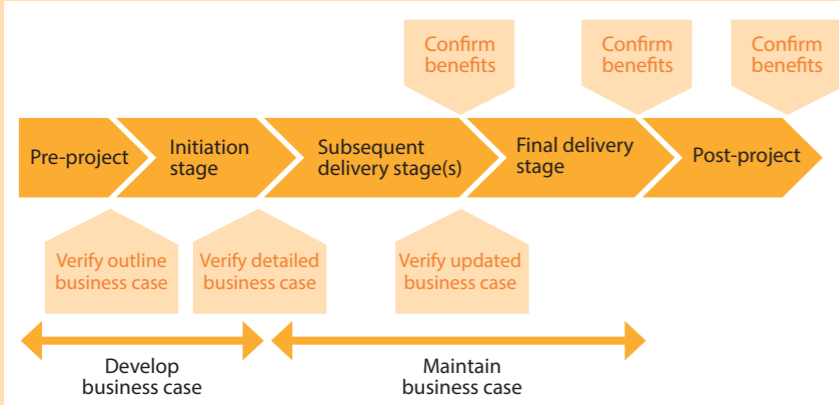 Confirm
benefits
Confirm
benefits
Confirm
benefits
Pre-project
Initiation
stage
Subsequent
delivery stage(s)
Final delivery
stage
Post-project
Verify outline
business case
Verify detailed
business case
Verify updated
business case
Develop
business case
Maintain
business case